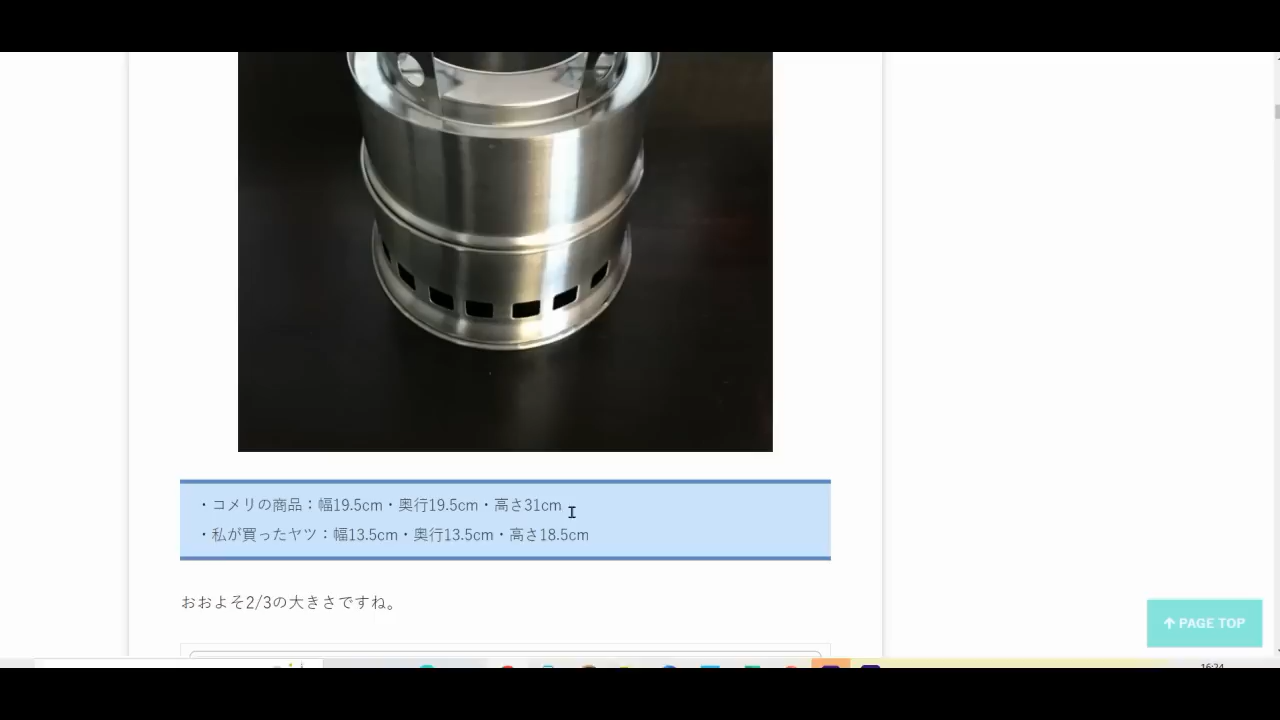 ・コメリの商品：幅19.5cm・奥行19.5cm・高さ31cm
・私が買ったヤツ：幅13.5cm・奥行13.5cm・高さ18.5cm
おおよそ2/3の大きさですね。
PAGE TOP
16:24